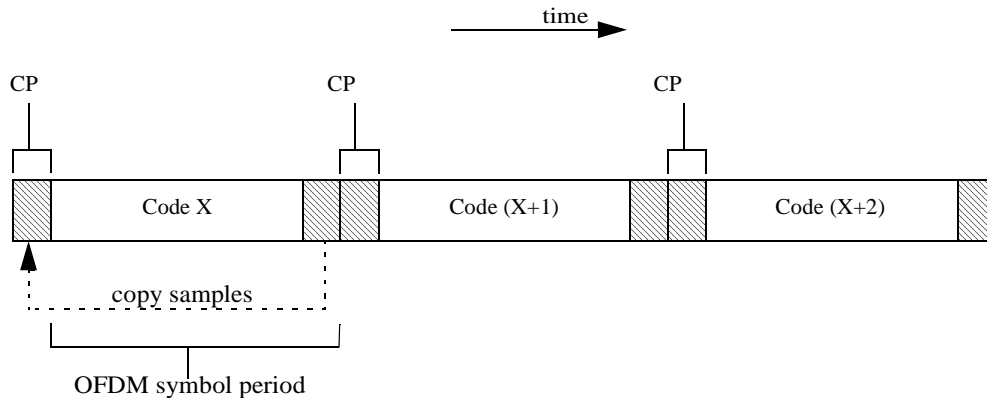 time
CP
CP
CP
Code X
Code (X+1)
Code (X+2)
copy samples
OFDM symbol period